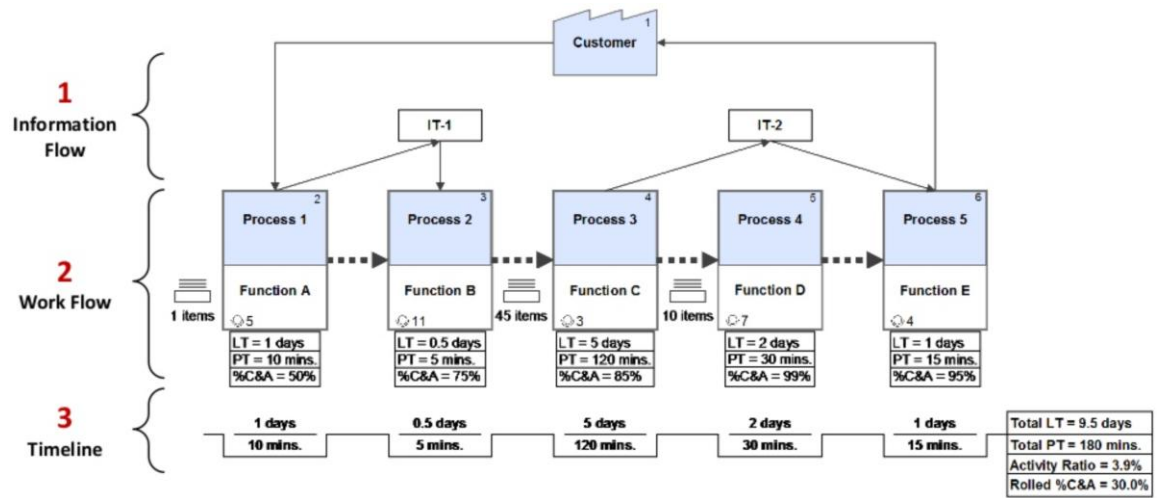 1
Customer
1
Information
Flow
IT-1
IT-2
2
Process 1
3
Process 2
4
Process 3
5
Process 4
6
Process 5
2
Work Flow
1 items
Function A
5
Function B
11
45 items
Function C
3
10 items
Function D
7
Function E
4
LT = 1 days
PT = 10 mins.
%C&A = 50%
LT = 0.5 days
PT = 5 mins.
%C&A = 75%
LT = 5 days
PT = 120 mins.
%C&A = 85%
LT = 2 days
PT = 30 mins.
%C&A = 99%
LT = 1 days
PT = 15 mins.
%C&A = 95%
3
Timeline
1 days
10 mins.
0.5 days
5 mins.
5 days
120 mins.
2 days
30 mins.
1 days
15 mins.
Total LT = 9.5 days
Total PT = 180 mins.
Activity Ratio = 3.9%
Rolled %C&A = 30.0%